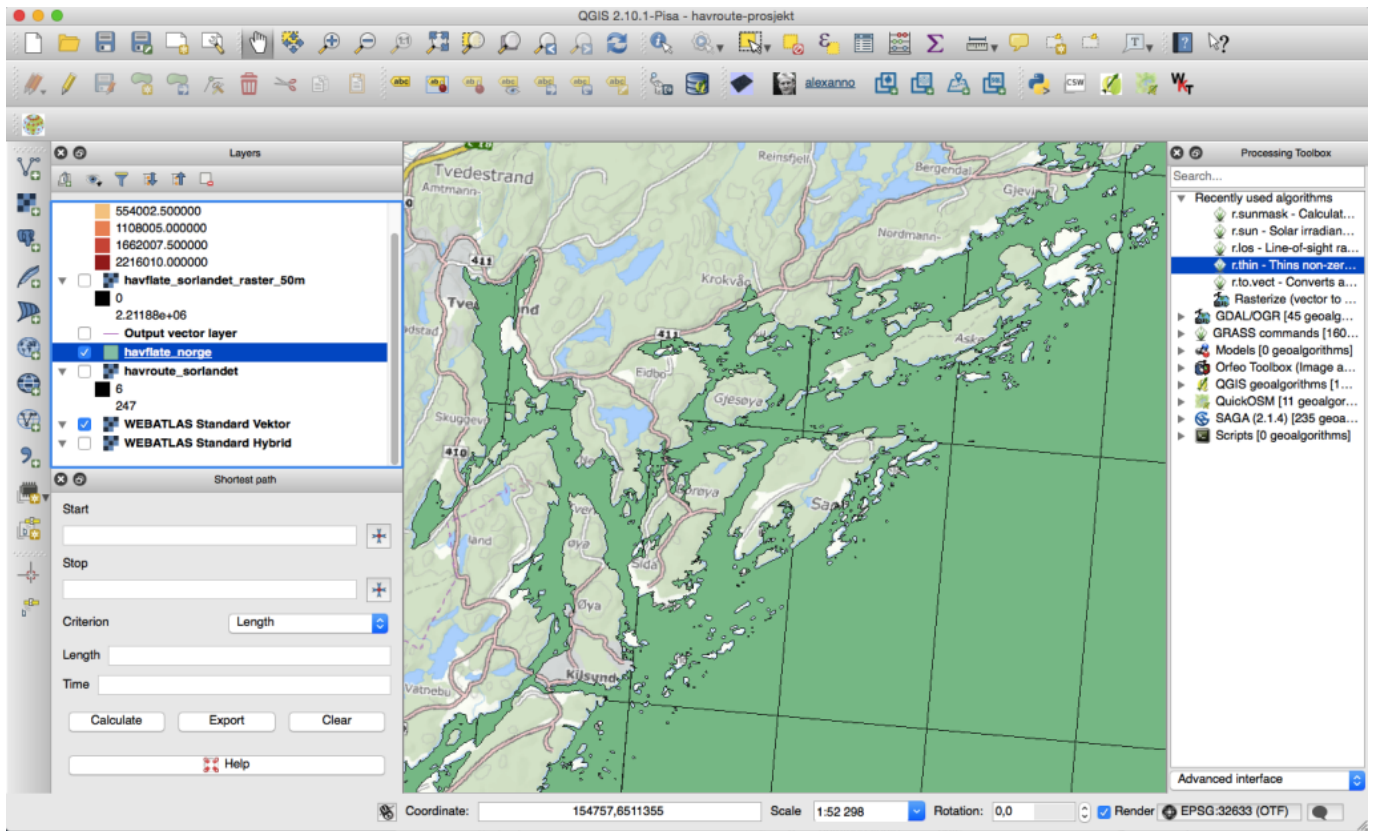 QGIS 2.10.1-Pisa - havroute-prosjekt
alexanno
CSW
WKT
Layers
554002.500000
1108005.000000
1662007.500000
2216010.000000
havflate_sorlandet_raster_50m
0
2.21188e+06
Output vector layer
havflate_norge
havroute_sorlandet
6
247
WEBATLAS Standard Vektor
WEBATLAS Standard Hybrid
Shortest path
Start
Stop
Criterion
Length
Length
Time
Calculate
Export
Clear
Help
Tvedestrand
Amtmann-
Reinsfjell
Bergendal
Nordmann-
411
Krokvåg
411
Eidbo
Gjesøya
Aske
410
Sida
Øya
Kilsund
Vatnebu
Processing Toolbox
Search...
Recently used algorithms
r.sunmask - Calculat...
r.sun - Solar irradian...
r.los - Line-of-sight ra...
r.thin - Thins non-zer...
r.to.vect - Converts a...
Rasterize (vector to ...
GDAL/OGR [45 geoalg...
GRASS commands [160...
Models [0 geoalgorithms]
Orfeo Toolbox (Image a...
QGIS geoalgorithms [1...
QuickOSM [11 geoalgor...
SAGA (2.1.4) [235 geoa...
Scripts [0 geoalgorithms]
Advanced interface
Coordinate: 154757,6511355 Scale 1:52 298 Rotation: 0,0 Render EPSG:32633 (OTF)